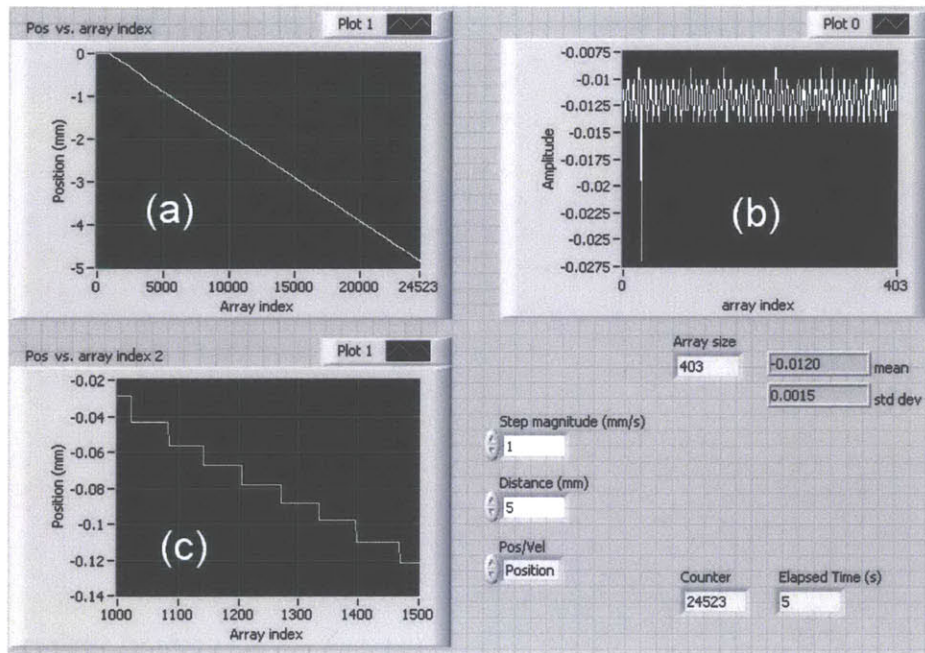 Pos vs. array index
Plot 1
0
-1
-2
-3
-4
-5
Position (mm)
(a)
0
5000
10000
15000
20000
24523
Array index
Plot 0
-0.0075
-0.01
-0.0125
-0.015
-0.0175
-0.02
-0.0225
-0.025
-0.0275
Amplitude
(b)
0
403
array index
Pos vs. array index 2
Plot 1
-0.02
-0.04
-0.06
-0.08
-0.1
-0.12
-0.14
Position (mm)
(c)
1000
1100
1200
1300
1400
1500
Array index
Array size
403
-0.0120 mean
0.0015 std dev
Step magnitude (mm/s)
1
Distance (mm)
5
Pos/Vel
Position
Counter
24523
Elapsed Time (s)
5